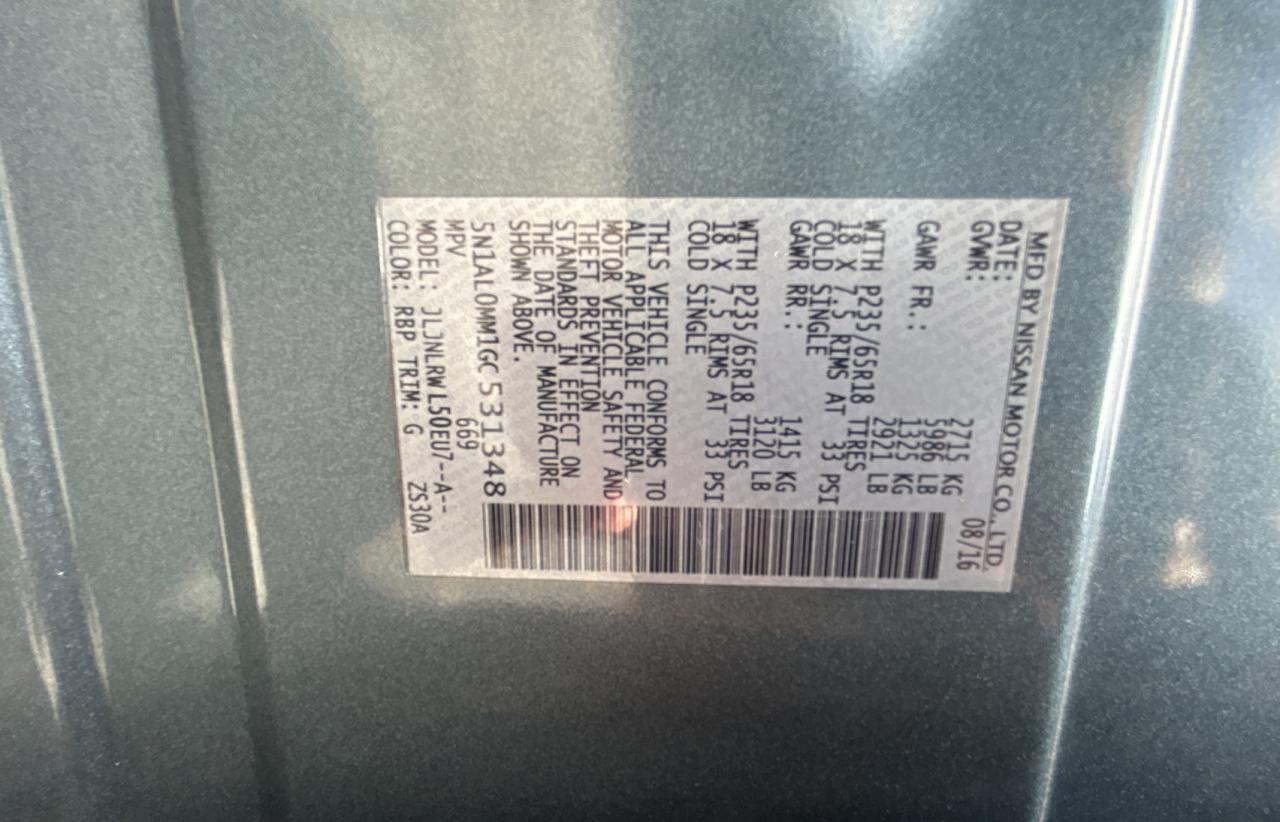 MFD BY NISSAN MOTOR CO., LTD.
DATE: 08/16
GVWR: 2715 KG
5986 LB
GAWR FR.: 1325 KG
2921 LB
WITH P235/65R18 TIRES
18 X 7.5 RIMS AT 33 PSI
COLD SINGLE
GAWR RR.: 1415 KG
3120 LB
WITH P235/65R18 TIRES
18 X 7.5 RIMS AT 33 PSI
COLD SINGLE
THIS VEHICLE CONFORMS TO
ALL APPLICABLE FEDERAL
MOTOR VEHICLE SAFETY AND
THEFT PREVENTION
STANDARDS IN EFFECT ON
THE DATE OF MANUFACTURE
SHOWN ABOVE.
5N1AL0MM1GC531348
MPV 669
MODEL: JLJNLRWL50EU7--A--
COLOR: RBP TRIM: G ZS30A